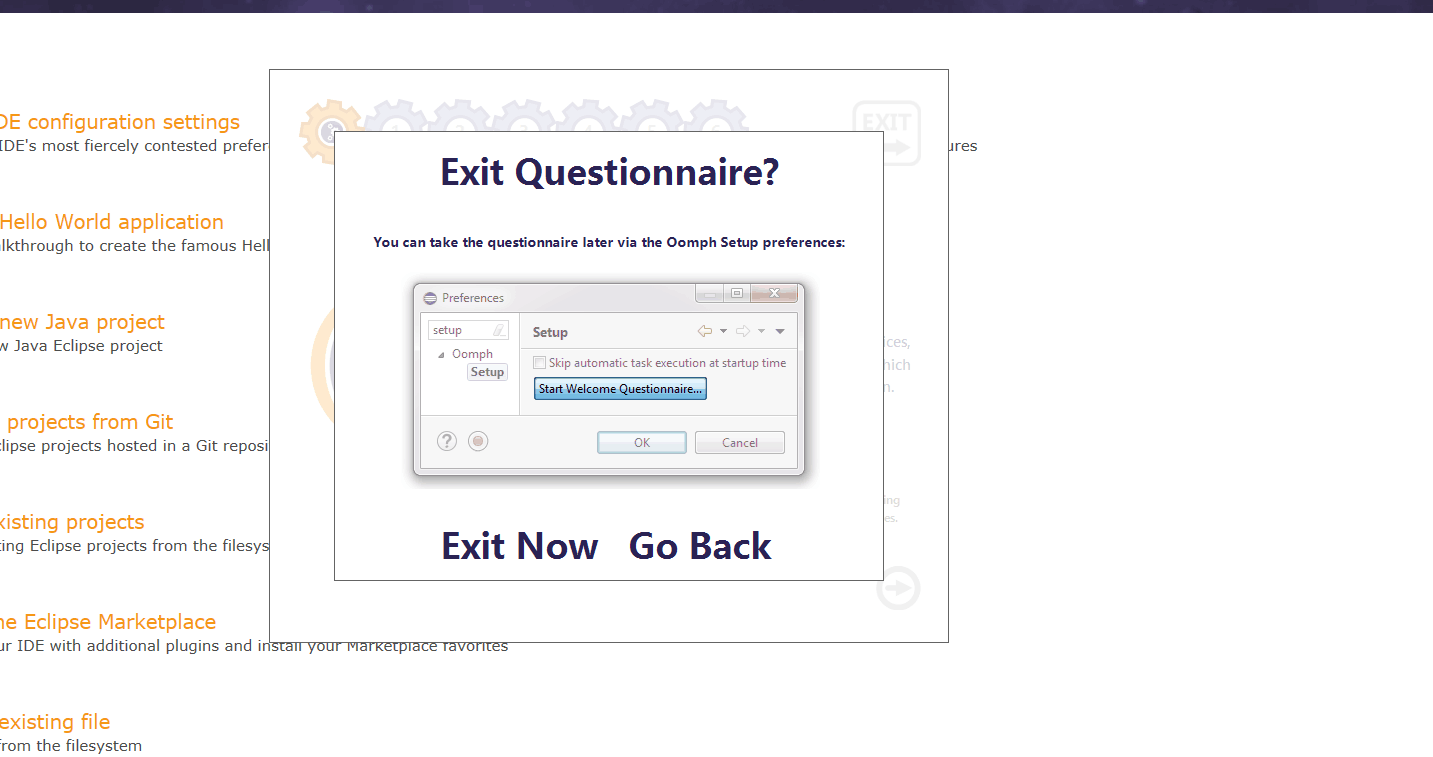 DE configuration settings
IDE's most fiercely contested prefer
ures
Hello World application
lkthrough to create the famous Hell
new Java project
w Java Eclipse project
projects from Git
clipse projects hosted in a Git reposi
xisting projects
ting Eclipse projects from the filesys
he Eclipse Marketplace
ur IDE with additional plugins and install your Marketplace favorites
existing file
from the filesystem
EXIT
Exit Questionnaire?
You can take the questionnaire later via the Oomph Setup preferences:
Preferences
setup
Setup
Oomph
Setup
Skip automatic task execution at startup time
Start Welcome Questionnaire...
OK
Cancel
Exit Now Go Back
ices,
hich
n.
ing
es.